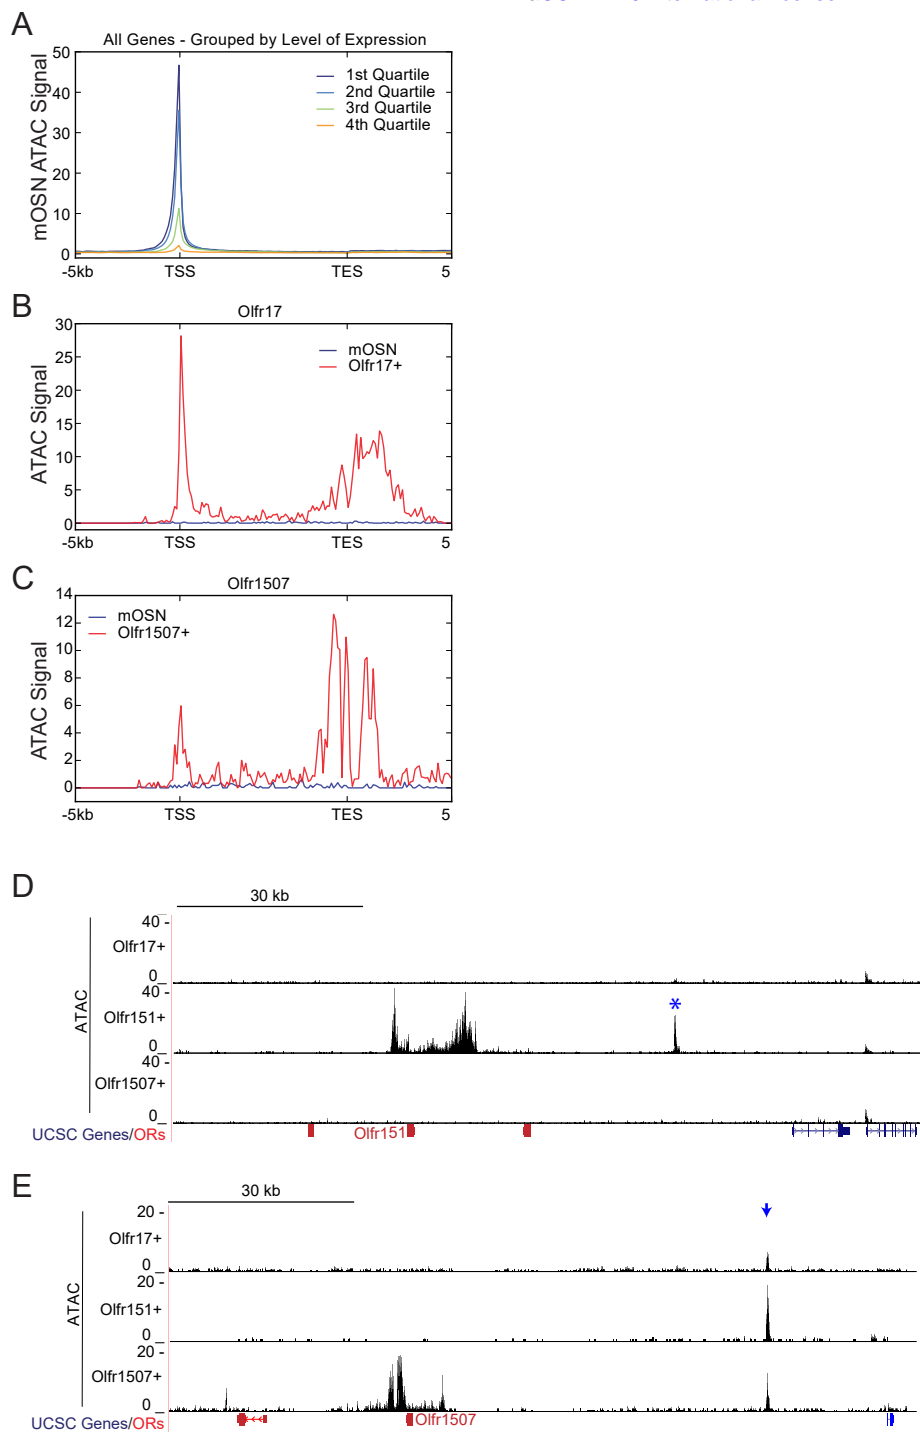 A
All Genes - Grouped by Level of Expression
mOSN ATAC Signal
50
40
30
20
10
0
1st Quartile
2nd Quartile
3rd Quartile
4th Quartile
-5kb TSS TES 5
B
Olfr17
ATAC Signal
30
25
20
15
10
5
0
mOSN
Olfr17+
-5kb TSS TES 5
C
Olfr1507
ATAC Signal
14
12
10
8
6
4
2
0
mOSN
Olfr1507+
-5kb TSS TES 5
D
30 kb
ATAC
40
Olfr17+
0
40
Olfr151+
*
0
40
Olfr1507+
0
UCSC Genes/ORs
Olfr151
E
30 kb
ATAC
20
Olfr17+
0
20
Olfr151+
0
20
Olfr1507+
0
UCSC Genes/ORs
Olfr1507